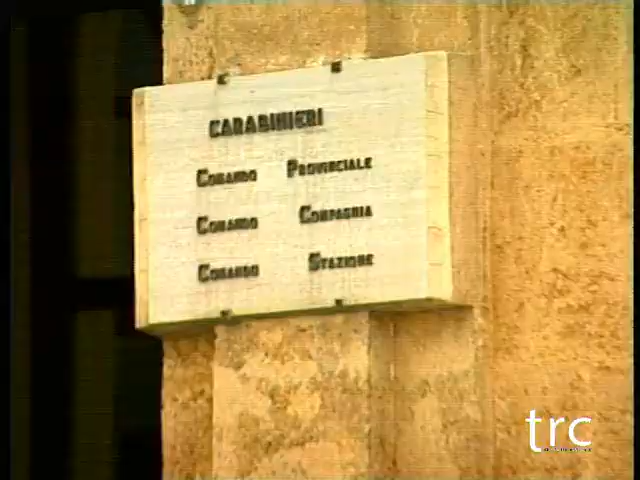 CARABINIERI
COMANDO PROVINCIALE
COMANDO COMPAGNIA
COMANDO STAZIONE
trc